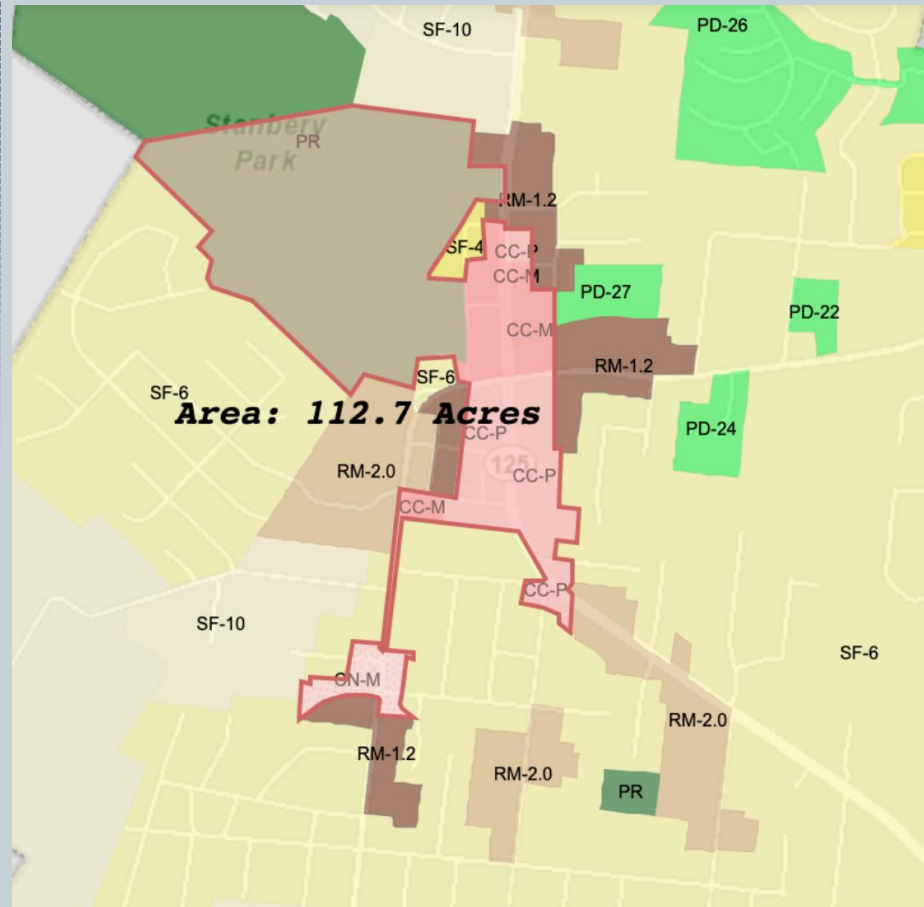 SF-10
PD-26
Stanbery
Park
PR
RM-1.2
SF-4
CC-P
CC-M
PD-27
PD-22
CC-M
RM-1.2
SF-6
SF-6
Area: 112.7 Acres
PD-24
CC-P
RM-2.0
125
CC-P
CC-M
CC-P
SF-10
SF-6
CN-M
RM-2.0
RM-1.2
RM-2.0
PR